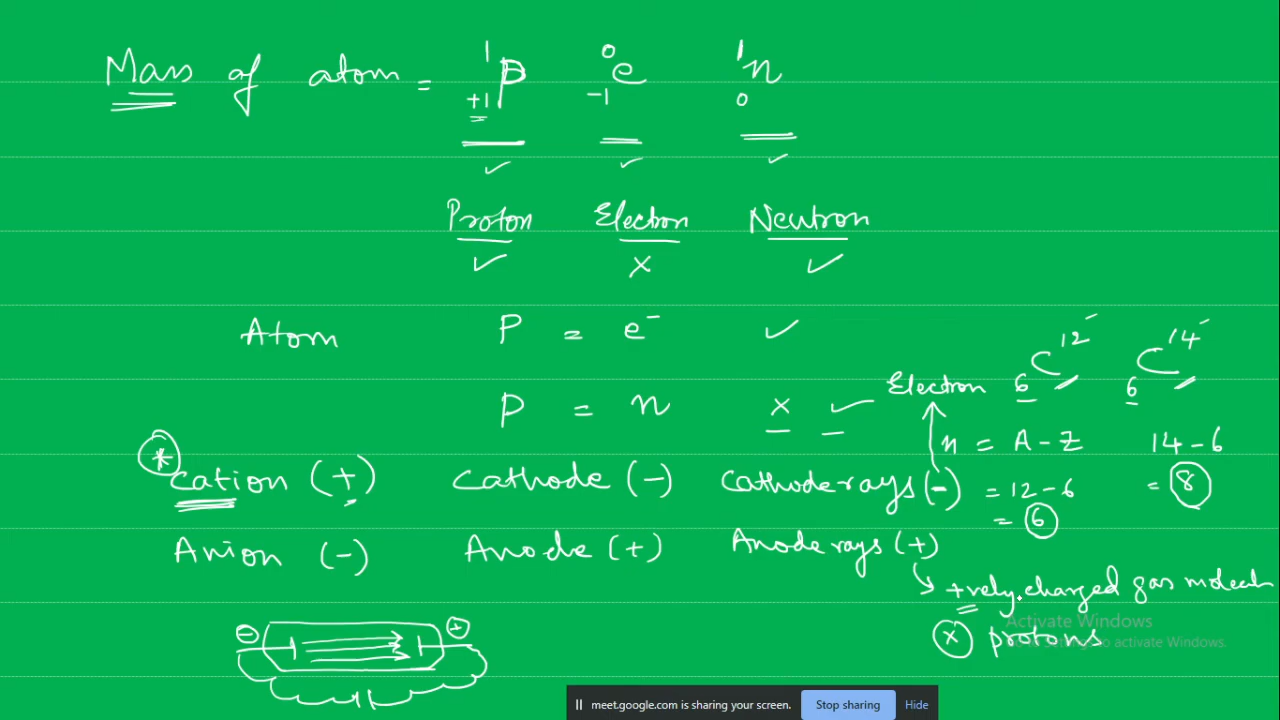 Mass of atom = ¹₊₁P ⁰₋₁e ¹₀n
✓ ✓ ✓
Proton Electron Neutron
✓ × ✓
Atom P = e⁻ ✓
P = n × ✓
₆C¹² ₆C¹⁴
Electron
n = A - Z 14 - 6
= 12 - 6 = 8
= 6
* Cation (+) Cathode (-) Cathode rays (-)
Anion (-) Anode (+) Anode rays (+)
+vely charged gas molecules
× protons
- +
Activate Windows
Go to Settings to activate Windows.
meet.google.com is sharing your screen. Stop sharing Hide